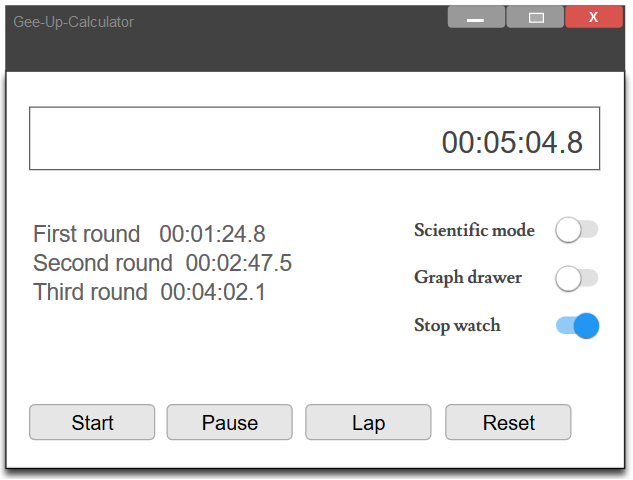 Gee-Up-Calculator
X
00:05:04.8
First round 00:01:24.8
Second round 00:02:47.5
Third round 00:04:02.1
Scientific mode
Graph drawer
Stop watch
Start Pause Lap Reset